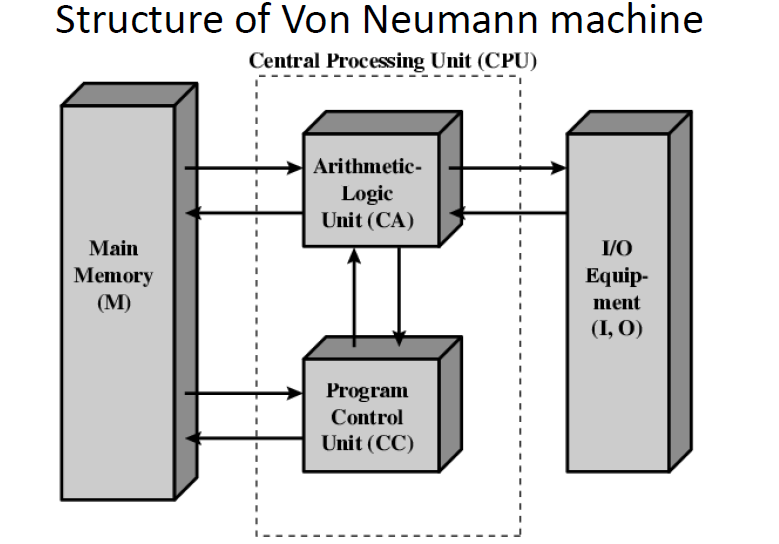 Structure of Von Neumann machine
Central Processing Unit (CPU)
Arithmetic-
Logic
Unit (CA)
Main
Memory
(M)
I/O
Equip-
ment
(I, O)
Program
Control
Unit (CC)